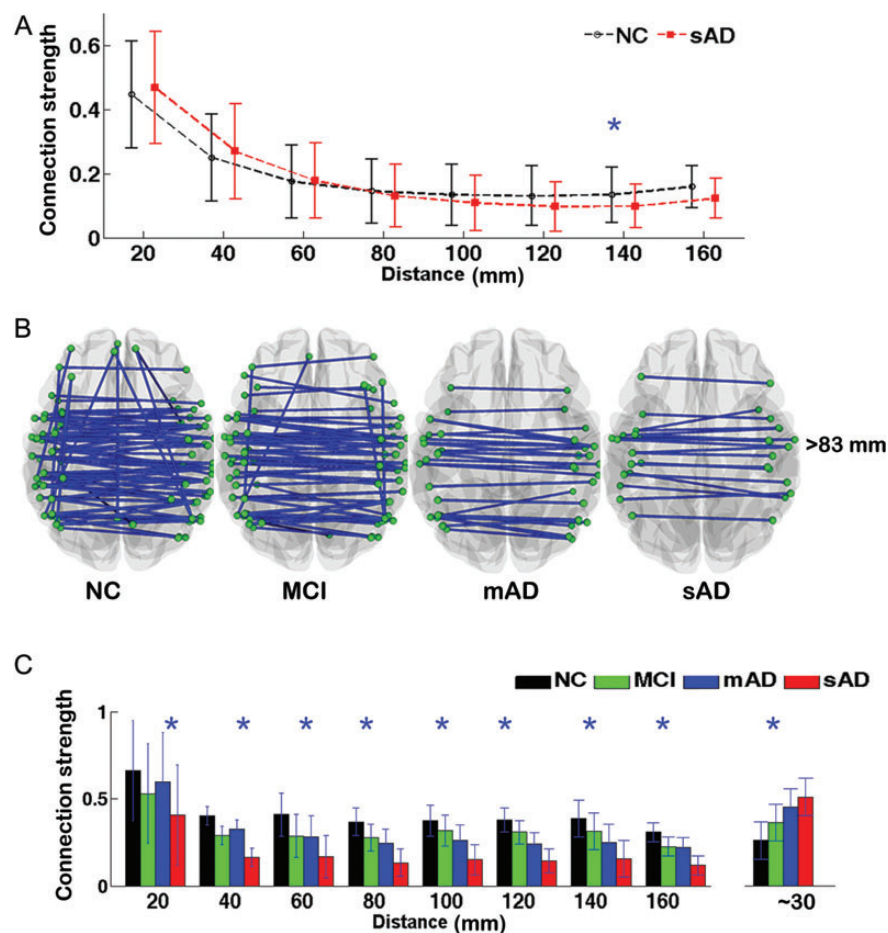 A
Connection strength
0.6
0.4
0.2
0
NC
sAD
*
20 40 60 80 100 120 140 160
Distance (mm)
B
>83 mm
NC MCI mAD sAD
C
NC MCI mAD sAD
Connection strength
1
0.5
0
* * * * * * * * *
20 40 60 80 100 120 140 160 ~30
Distance (mm)